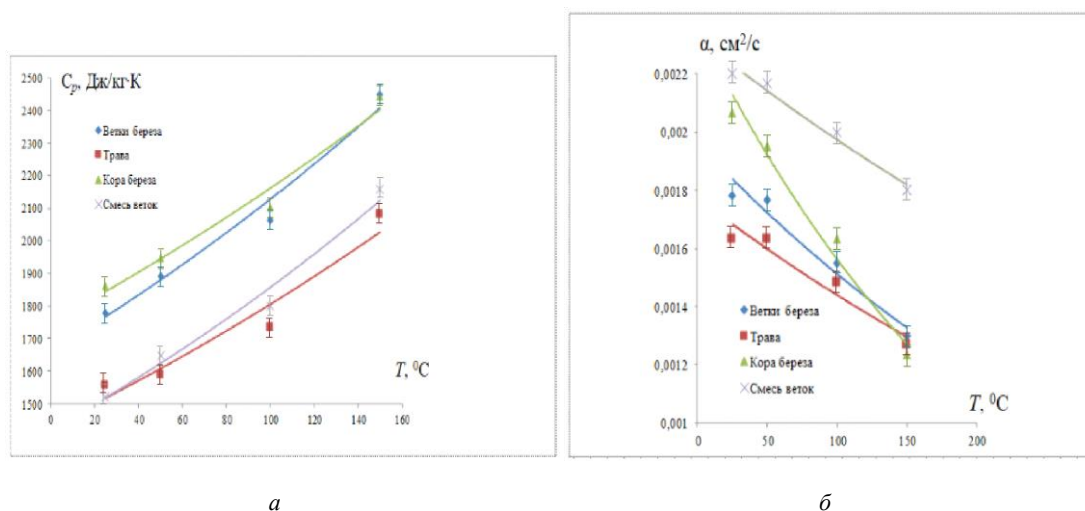 Cp, Дж/кг·К
2500
2400
2300
2200
2100
2000
1900
1800
1700
1600
1500
Ветки береза
Трава
Кора береза
Смесь веток
T, ⁰C
0 20 40 60 80 100 120 140 160
а
α, см²/с
0,0022
0,002
0,0018
0,0016
0,0014
0,0012
0,001
Ветки береза
Трава
Кора береза
Смесь веток
T, ⁰C
0 50 100 150 200
б